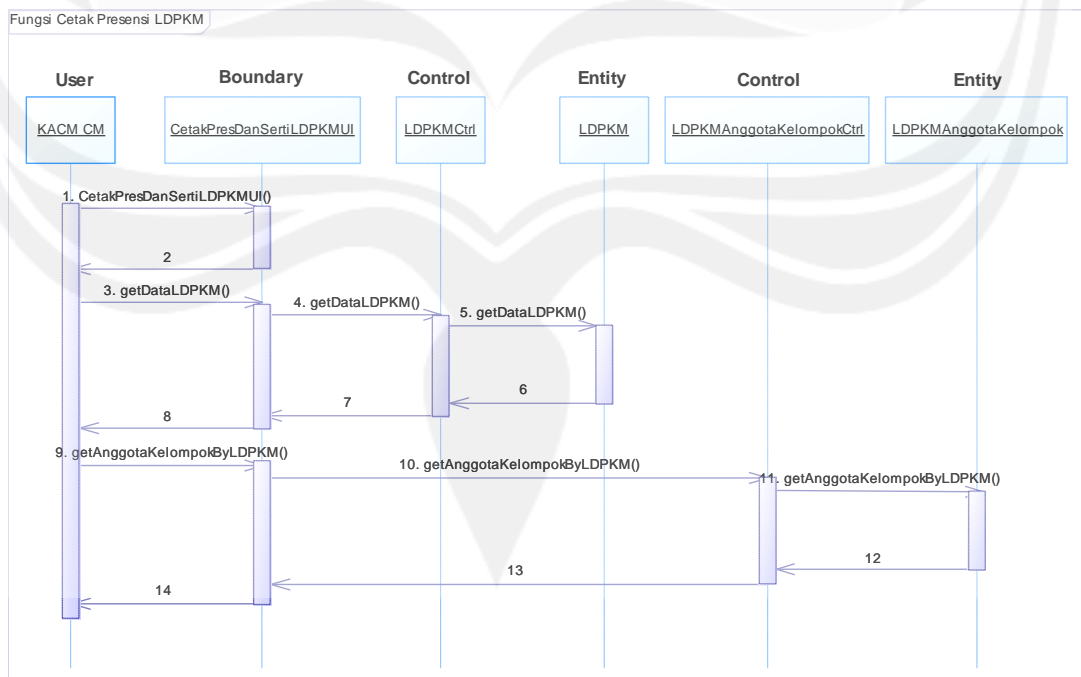 Fungsi Cetak Presensi LDPKM
User
Boundary
Control
Entity
Control
Entity
KACM CM
CetakPresDanSertiLDPKMUI
LDPKMCtrl
LDPKM
LDPKMAnggotaKelompokCtrl
LDPKMAnggotaKelompok
1. CetakPresDanSertiLDPKMUI()
2
3. getDataLDPKM()
4. getDataLDPKM()
5. getDataLDPKM()
6
7
8
9. getAnggotaKelompokByLDPKM()
10. getAnggotaKelompokByLDPKM()
11. getAnggotaKelompokByLDPKM()
12
13
14